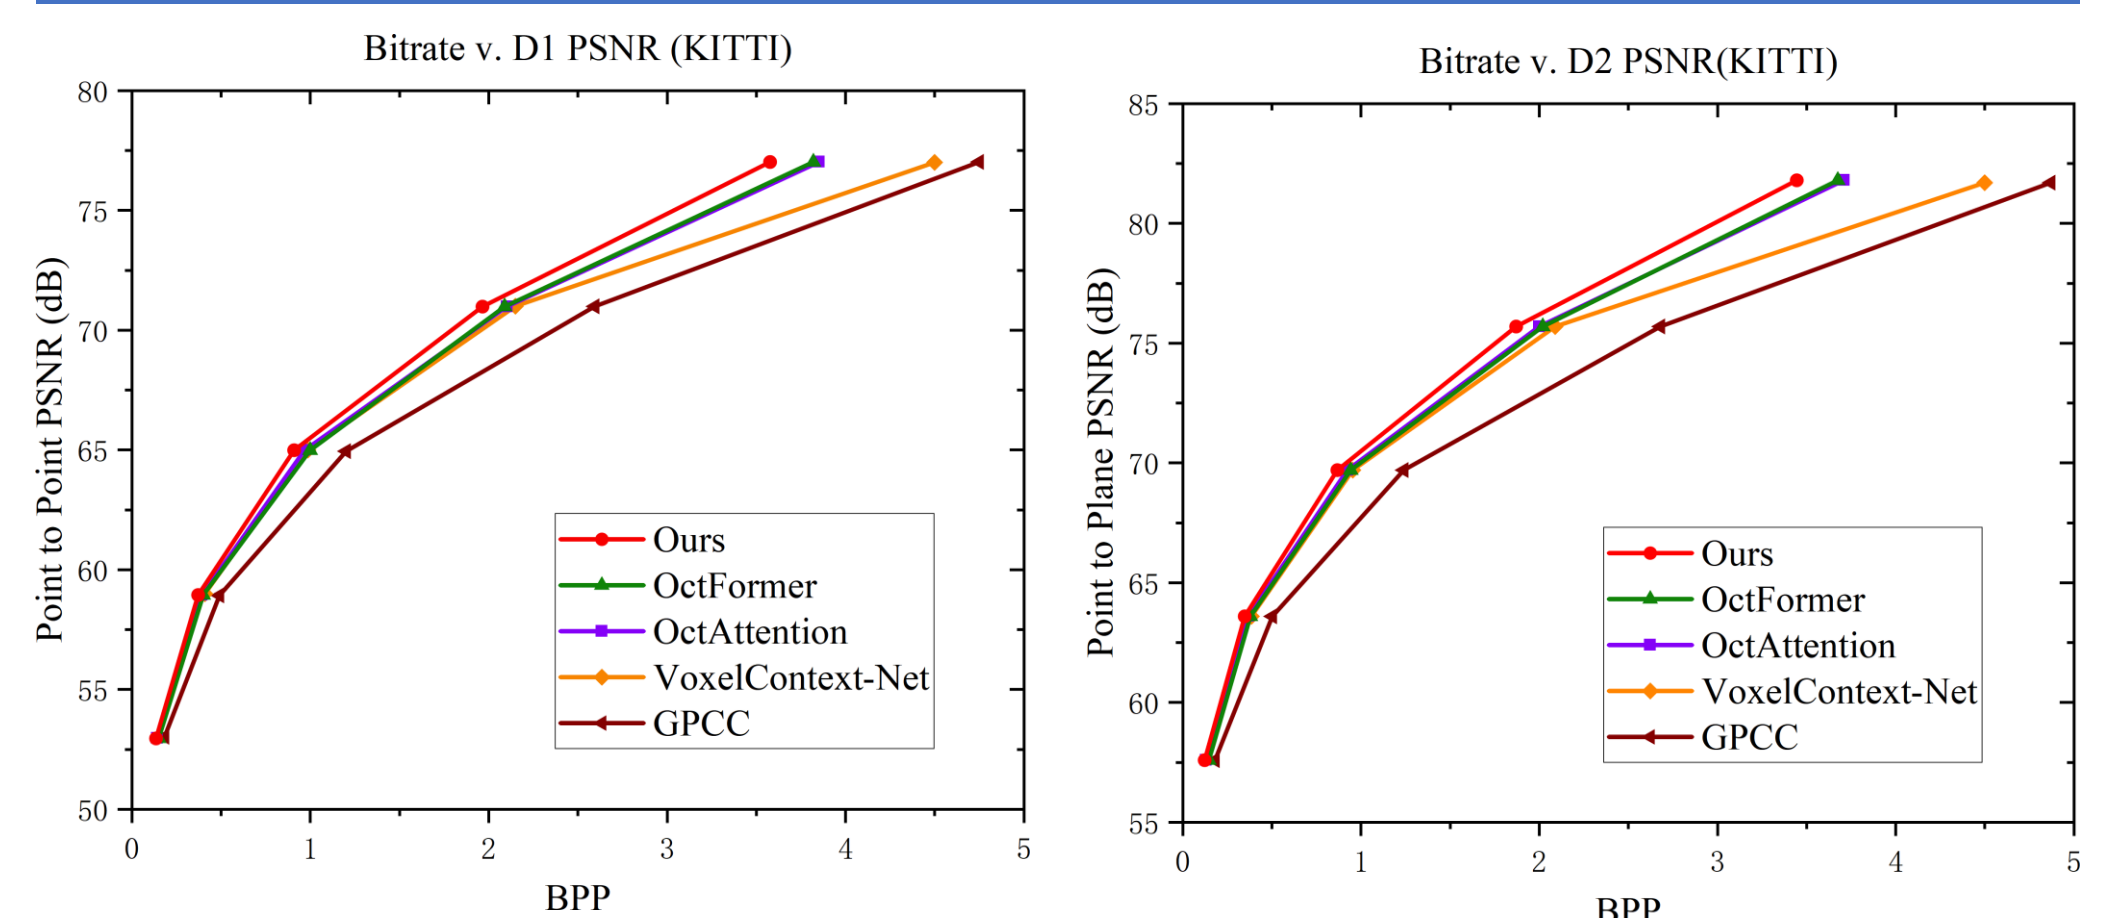 Bitrate v. D1 PSNR (KITTI)
Point to Point PSNR (dB)
80
75
70
65
60
55
50
0 1 2 3 4 5
BPP
Ours
OctFormer
OctAttention
VoxelContext-Net
GPCC
Bitrate v. D2 PSNR(KITTI)
Point to Plane PSNR (dB)
85
80
75
70
65
60
55
0 1 2 3 4 5
BPP
Ours
OctFormer
OctAttention
VoxelContext-Net
GPCC